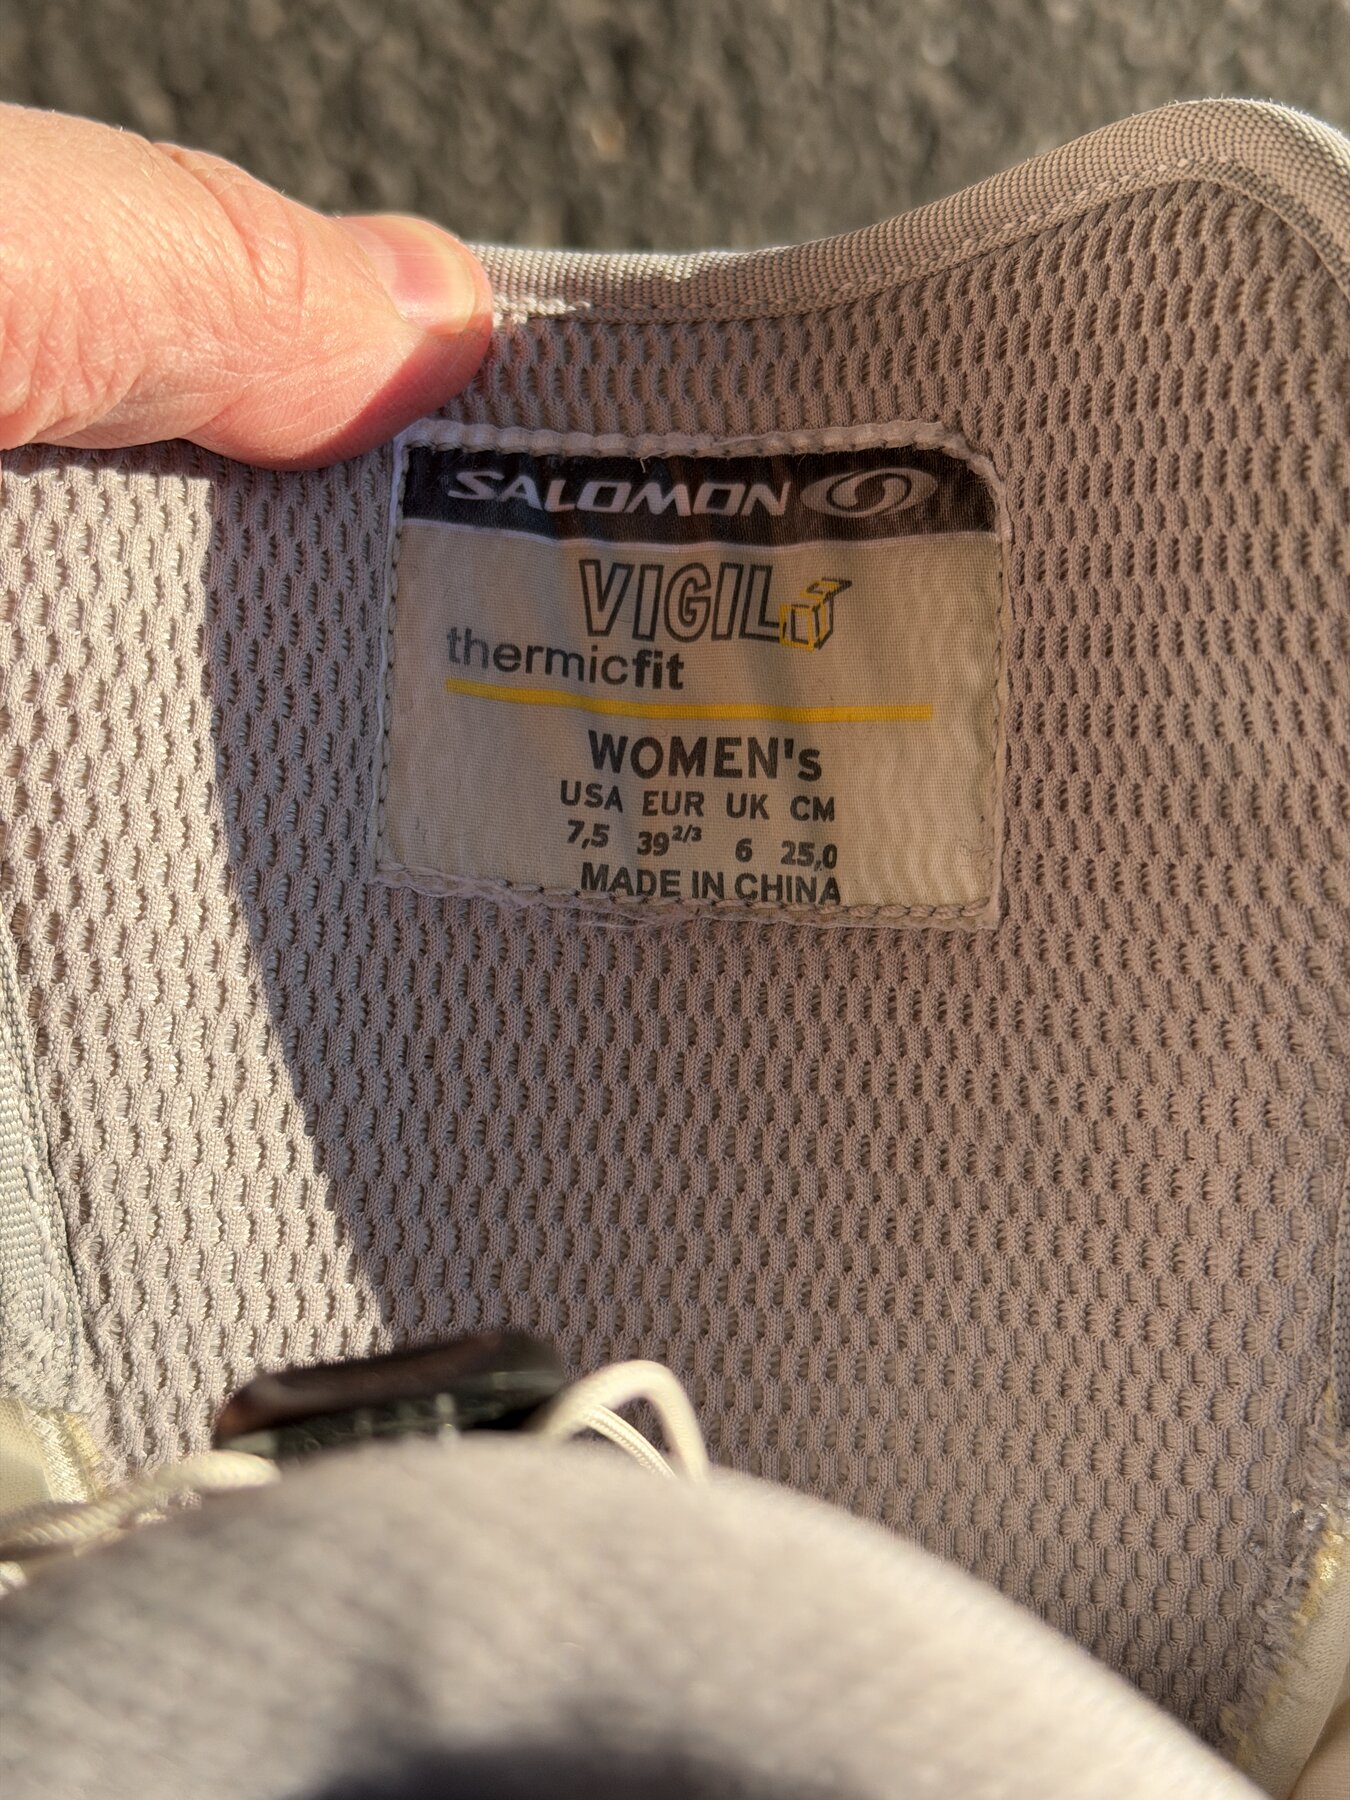 SALOMON
VIGIL
thermicfit
WOMEN's
USA EUR UK CM
7,5 39 2/3 6 25,0
MADE IN CHINA